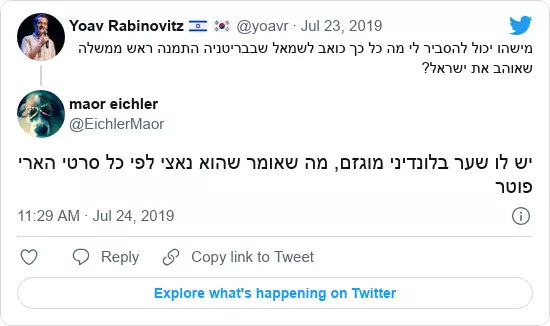 Yoav Rabinovitz 🇮🇱 🇰🇷 @yoavr · Jul 23, 2019
מישהו יכול להסביר לי מה כל כך כואב לשמאל שבבריטניה התמנה ראש ממשלה
שאוהב את ישראל?
maor eichler
@EichlerMaor
יש לו שער בלונדיני מוגזם, מה שאומר שהוא נאצי לפי כל סרטי הארי
פוטר
11:29 AM · Jul 24, 2019
Reply
Copy link to Tweet
Explore what's happening on Twitter